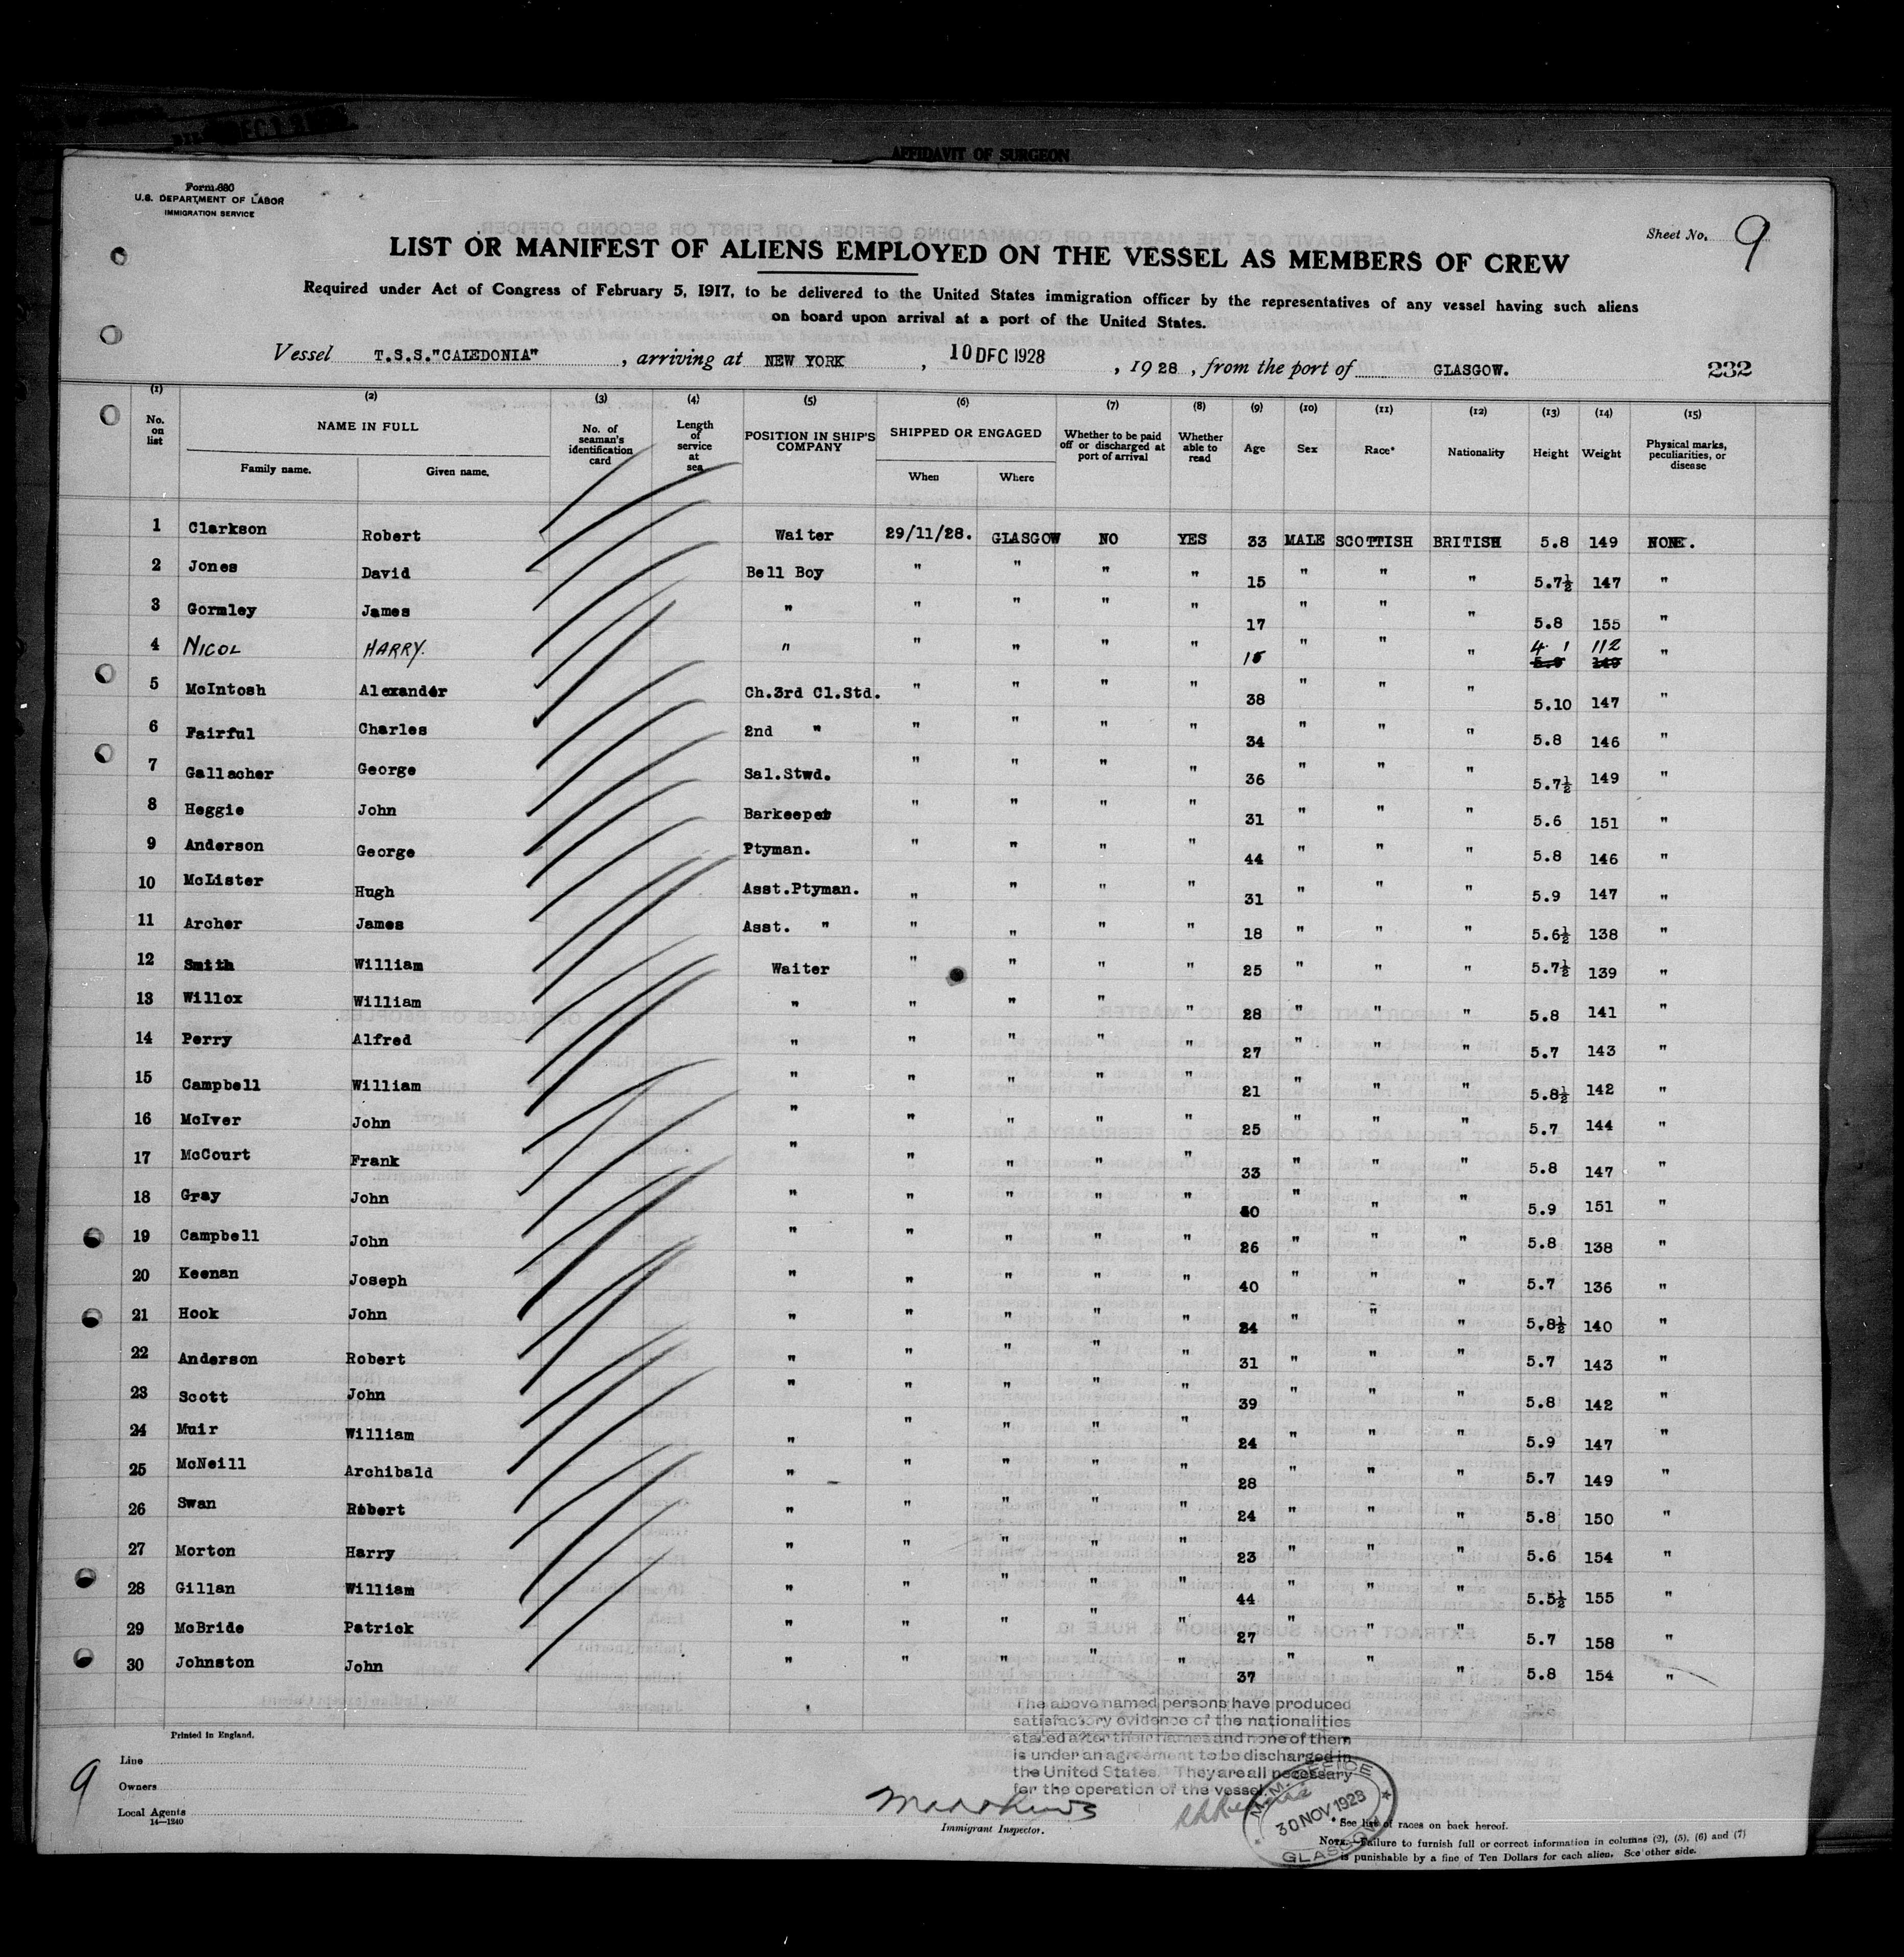 AFFIDAVIT OF SURGEON
Form 680
U.S. DEPARTMENT OF LABOR
IMMIGRATION SERVICE
Sheet No. 9
LIST OR MANIFEST OF ALIENS EMPLOYED ON THE VESSEL AS MEMBERS OF CREW
Required under Act of Congress of February 5, 1917, to be delivered to the United States immigration officer by the representatives of any vessel having such aliens
on board upon arrival at a port of the United States.
Vessel T.S.S."CALEDONIA", arriving at NEW YORK, 10 DEC 1928, 1928, from the port of GLASGOW. 232
(1) (2) (3) (4) (5) (6) (7) (8) (9) (10) (11) (12) (13) (14) (15)
No. on list NAME IN FULL Family name. Given name. No. of seaman's identification card Length of service at sea POSITION IN SHIP'S COMPANY SHIPPED OR ENGAGED When Where Whether to be paid off or discharged at port of arrival Whether able to read Age Sex Race* Nationality Height Weight Physical marks, peculiarities, or disease
1 Clarkson Robert Waiter 29/11/28. GLASGOW NO YES 33 MALE SCOTTISH BRITISH 5.8 149 NONE.
2 Jones David Bell Boy " " " " 15 " " " 5.7½ 147 "
3 Gormley James " " " " " 17 " " " 5.8 155 "
4 NICOL HARRY. " " " " " 15 " " " 4.1 112 "
5 McIntosh Alexander Ch.3rd Cl.Std. " " " " 38 " " " 5.10 147 "
6 Fairful Charles 2nd " " " " " 34 " " " 5.8 146 "
7 Gallacher George Sal.Stwd. " " " " 36 " " " 5.7½ 149 "
8 Heggie John Barkeeper " " " " 31 " " " 5.6 151 "
9 Anderson George Ptyman. " " " " 44 " " " 5.8 146 "
10 McLister Hugh Asst.Ptyman. " " " " 31 " " " 5.9 147 "
11 Archer James Asst. " " " " " 18 " " " 5.6½ 138 "
12 Smith William Waiter " " " " 25 " " " 5.7½ 139 "
13 Willox William " " " " " 28 " " " 5.8 141 "
14 Perry Alfred " " " " " 27 " " " 5.7 143 "
15 Campbell William " " " " " 21 " " " 5.8½ 142 "
16 McIver John " " " " " 25 " " " 5.7 144 "
17 McCourt Frank " " " " " 33 " " " 5.8 147 "
18 Gray John " " " " " " " " 5.9 151 "
19 Campbell John " " " " " 26 " " " 5.8 138 "
20 Keenan Joseph " " " " " 40 " " " 5.7 136 "
21 Hook John " " " " " " " " 5.8½ 140 "
22 Anderson Robert " " " " " 31 " " " 5.7 143 "
23 Scott John " " " " " 39 " " " 5.8 142 "
24 Muir William " " " " " 24 " " " 5.9 147 "
25 McNeill Archibald " " " " " 28 " " " 5.7 149 "
26 Swan Robert " " " " " 24 " " " 5.8 150 "
27 Morton Harry " " " " " 23 " " " 5.6 154 "
28 Gillan William " " " " " 44 " " " 5.5½ 155 "
29 McBride Patrick " " " " " 27 " " " 5.7 158 "
30 Johnston John " " " " " 37 " " " 5.8 154 "
The above named persons have produced
satisfactory evidence of the nationalities
stated after their names and none of them
is under an agreement to be discharged in
the United States. They are all necessary
for the operation of the vessel.
Printed in England.
Line
Owners
Local Agents
14—1240
9
Immigrant Inspector.
M.M. OFFICE
30 NOV. 1928
GLASGOW
*See list of races on back hereof.
NOTE.—Failure to furnish full or correct information in columns (2), (5), (6) and (7)
is punishable by a fine of Ten Dollars for each alien. See other side.